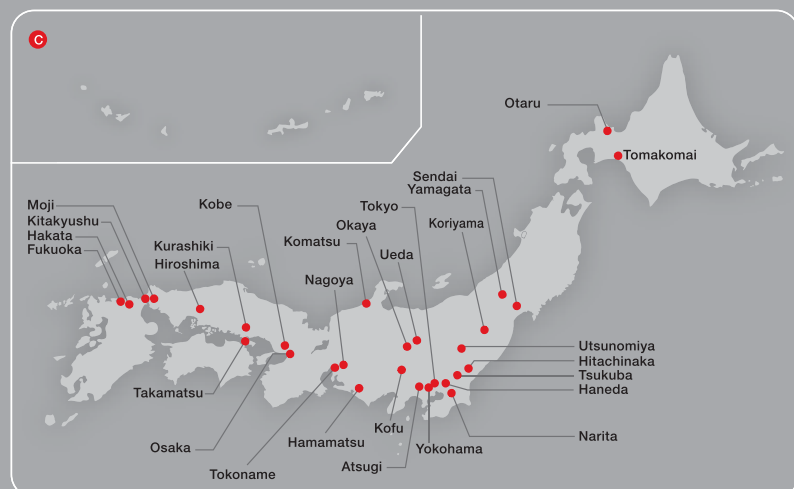 C
Otaru
Tomakomai
Sendai
Yamagata
Tokyo
Okaya
Koriyama
Ueda
Moji
Kitakyushu
Hakata
Fukuoka
Kobe
Kurashiki
Hiroshima
Komatsu
Nagoya
Utsunomiya
Hitachinaka
Tsukuba
Haneda
Narita
Takamatsu
Osaka
Tokoname
Hamamatsu
Kofu
Atsugi
Yokohama